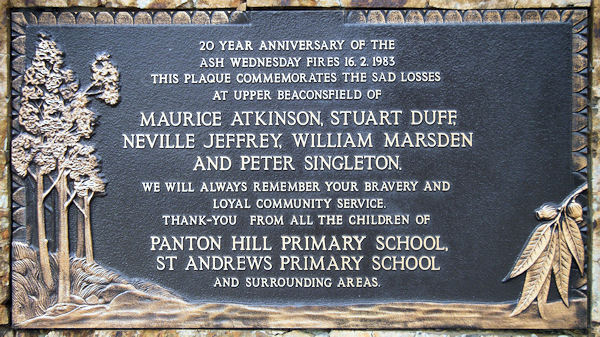 20 YEAR ANNIVERSARY OF THE
ASH WEDNESDAY FIRES 16. 2. 1983
THIS PLAQUE COMMEMORATES THE SAD LOSSES
AT UPPER BEACONSFIELD OF
MAURICE ATKINSON, STUART DUFF,
NEVILLE JEFFREY, WILLIAM MARSDEN
AND PETER SINGLETON.
WE WILL ALWAYS REMEMBER YOUR BRAVERY AND
LOYAL COMMUNITY SERVICE.
THANK-YOU FROM ALL THE CHILDREN OF
PANTON HILL PRIMARY SCHOOL,
ST ANDREWS PRIMARY SCHOOL
AND SURROUNDING AREAS.